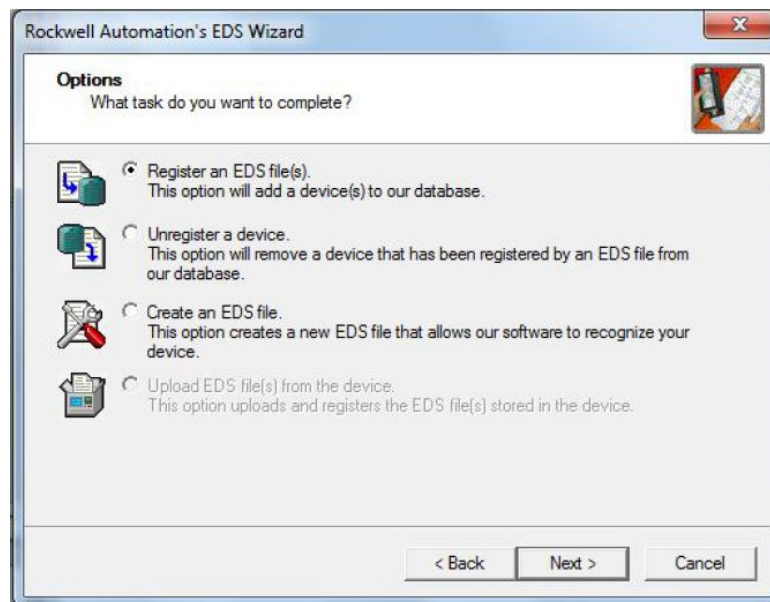 Rockwell Automation's EDS Wizard
Options
What task do you want to complete?
Register an EDS file(s).
This option will add a device(s) to our database.
Unregister a device.
This option will remove a device that has been registered by an EDS file from
our database.
Create an EDS file.
This option creates a new EDS file that allows our software to recognize your
device.
Upload EDS file(s) from the device.
This option uploads and registers the EDS file(s) stored in the device.
< Back
Next >
Cancel